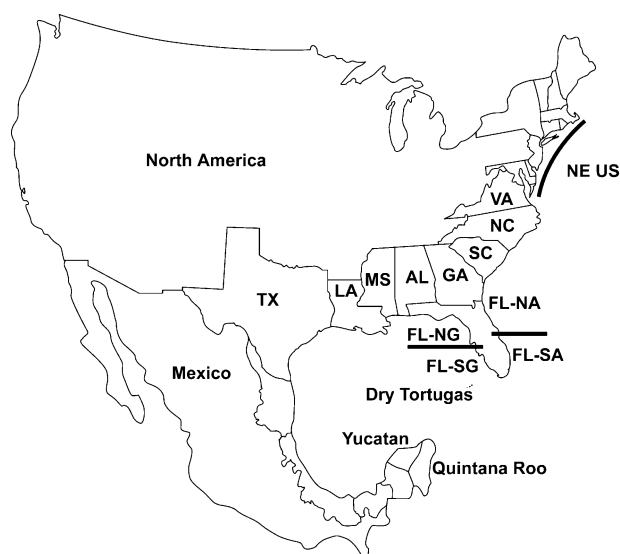 North America
NE US
VA
NC
SC
MS
AL
GA
LA
TX
FL-NA
FL-NG
FL-SA
FL-SG
Mexico
Dry Tortugas
Yucatan
Quintana Roo